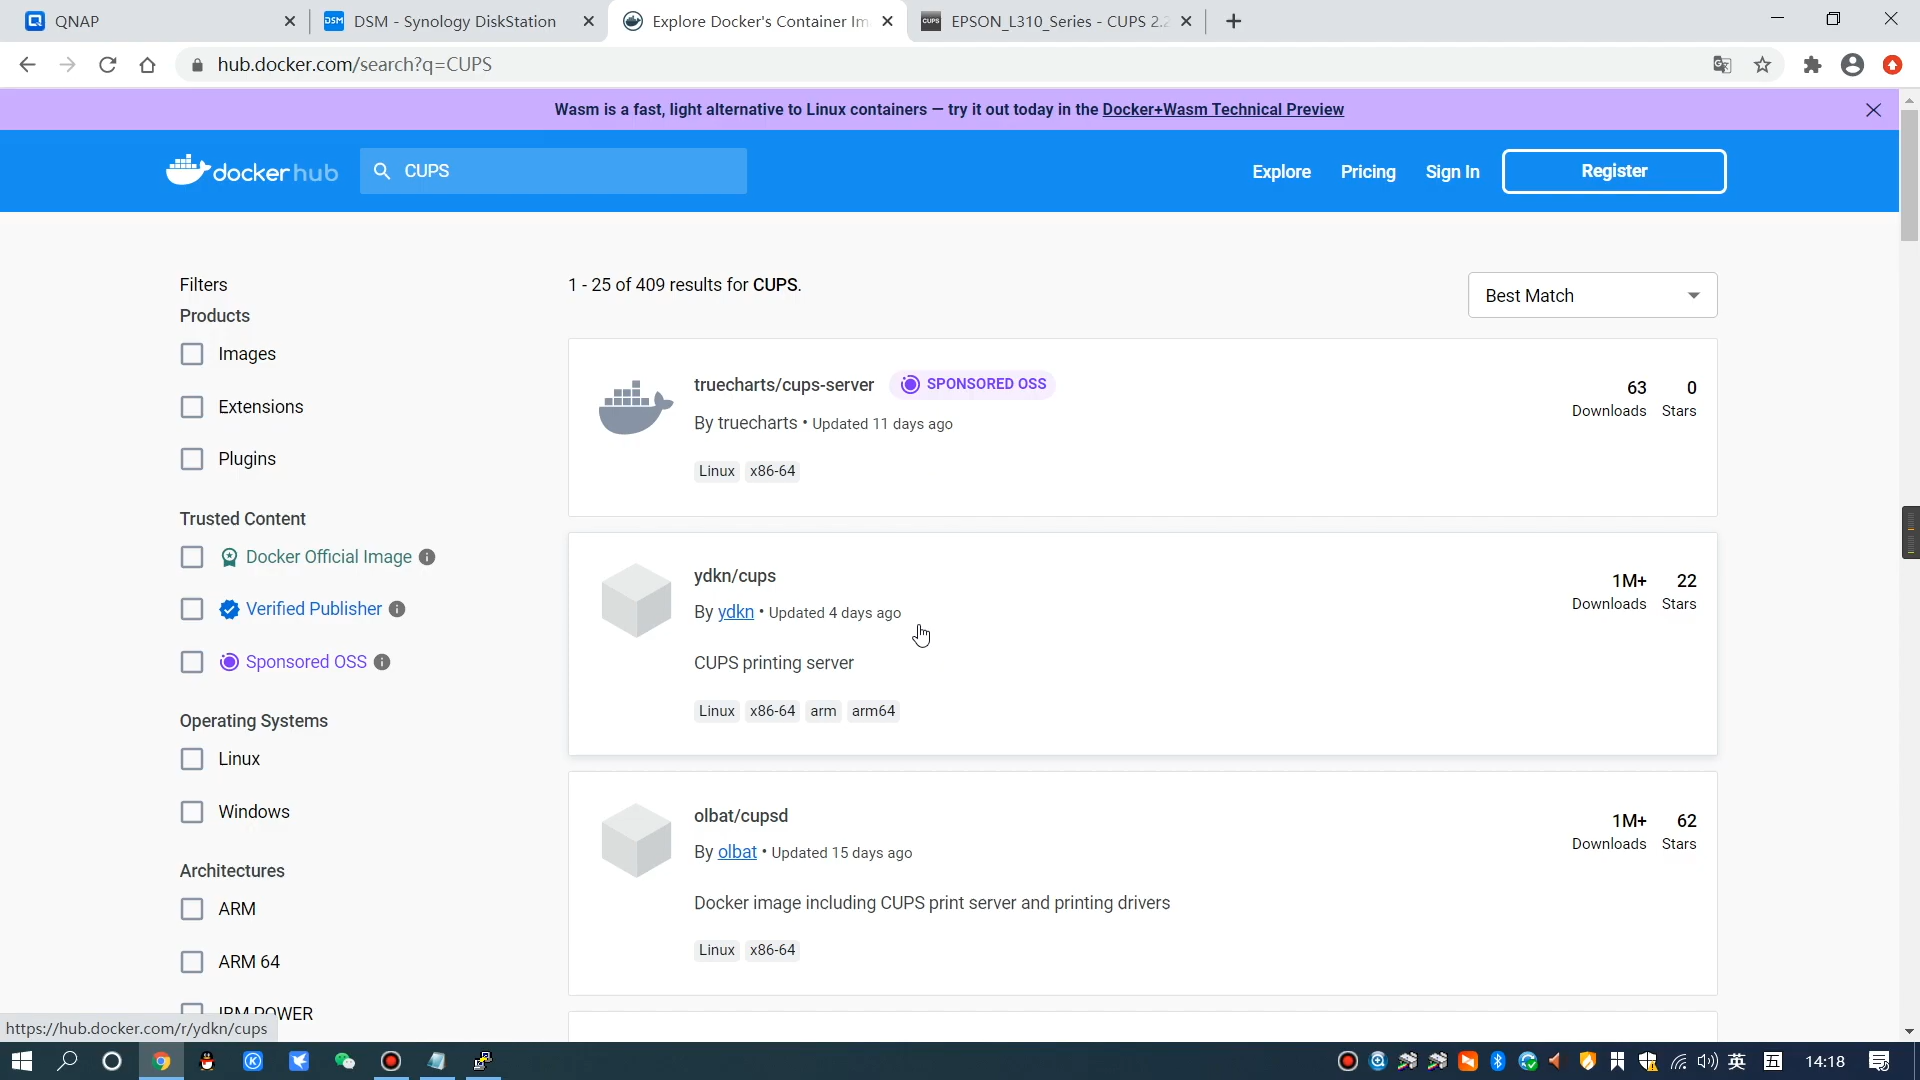 QNAP
DSM - Synology DiskStation
Explore Docker's Container Im
EPSON_L310_Series - CUPS 2.2
hub.docker.com/search?q=CUPS
Wasm is a fast, light alternative to Linux containers — try it out today in the Docker+Wasm Technical Preview
dockerhub
CUPS
Explore
Pricing
Sign In
Register
Filters
1 - 25 of 409 results for CUPS.
Best Match
Products
Images
Extensions
Plugins
Trusted Content
Docker Official Image
Verified Publisher
Sponsored OSS
Operating Systems
Linux
Windows
Architectures
ARM
ARM 64
IBM POWER
truecharts/cups-server
SPONSORED OSS
63
0
Downloads
Stars
By truecharts • Updated 11 days ago
Linux
x86-64
ydkn/cups
1M+
22
Downloads
Stars
By ydkn • Updated 4 days ago
CUPS printing server
Linux
x86-64
arm
arm64
olbat/cupsd
1M+
62
Downloads
Stars
By olbat • Updated 15 days ago
Docker image including CUPS print server and printing drivers
Linux
x86-64
https://hub.docker.com/r/ydkn/cups
英
五
14:18